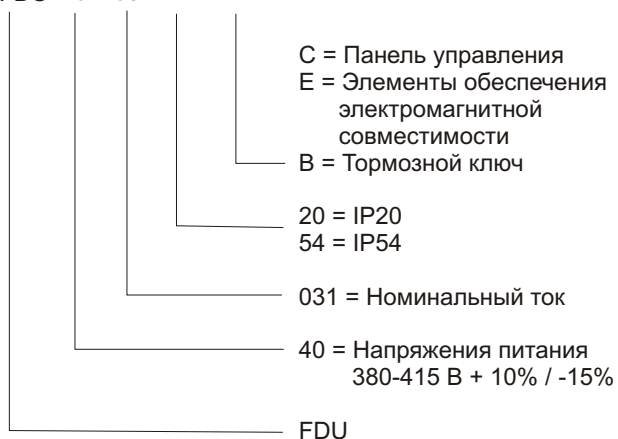 С = Панель управления
Е = Элементы обеспечения
электромагнитной
совместимости
В = Тормозной ключ
20 = IP20
54 = IP54
031 = Номинальный ток
40 = Напряжения питания
380-415 В + 10% / -15%
FDU